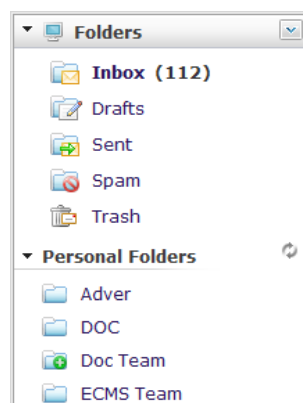 Folders
Inbox (112)
Drafts
Sent
Spam
Trash
Personal Folders
Adver
DOC
Doc Team
ECMS Team